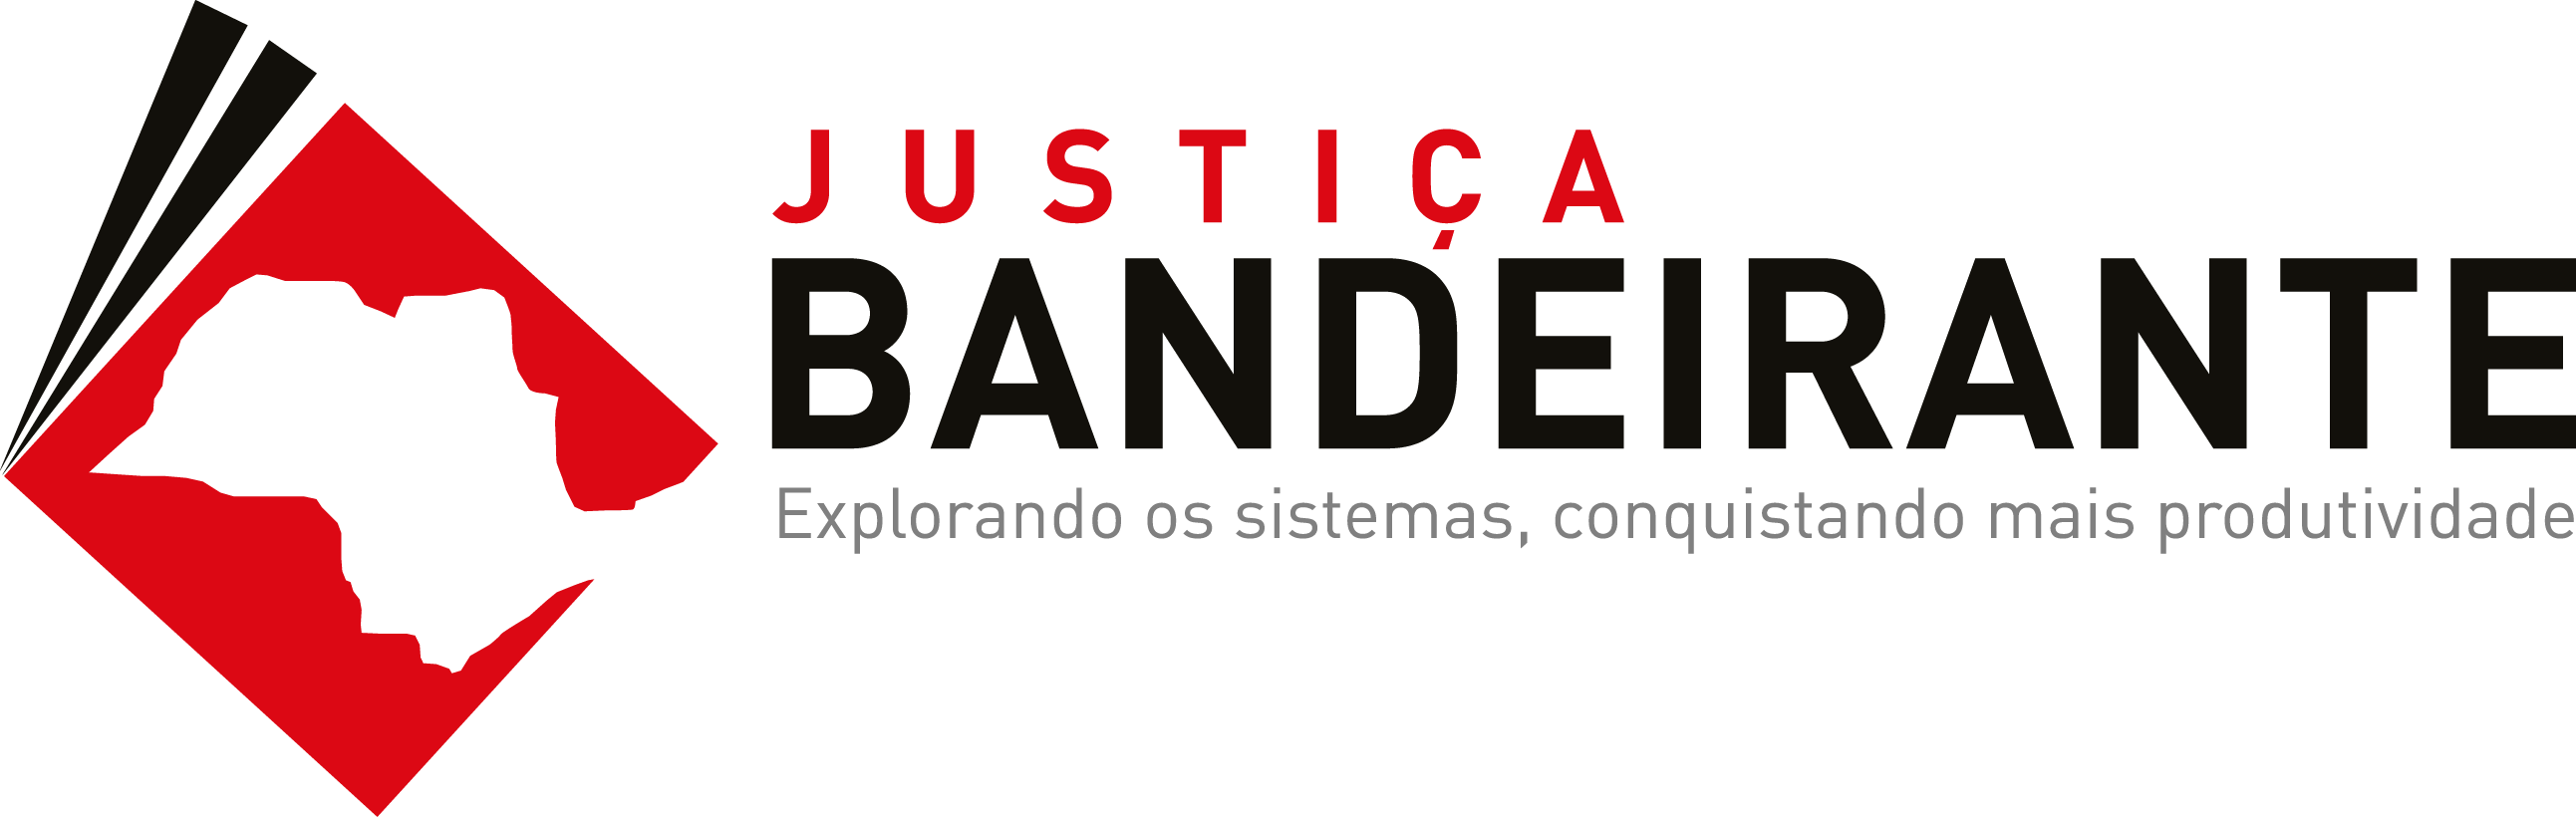 JUSTIÇA
BANDEIRANTE
Explorando os sistemas, conquistando mais produtividade